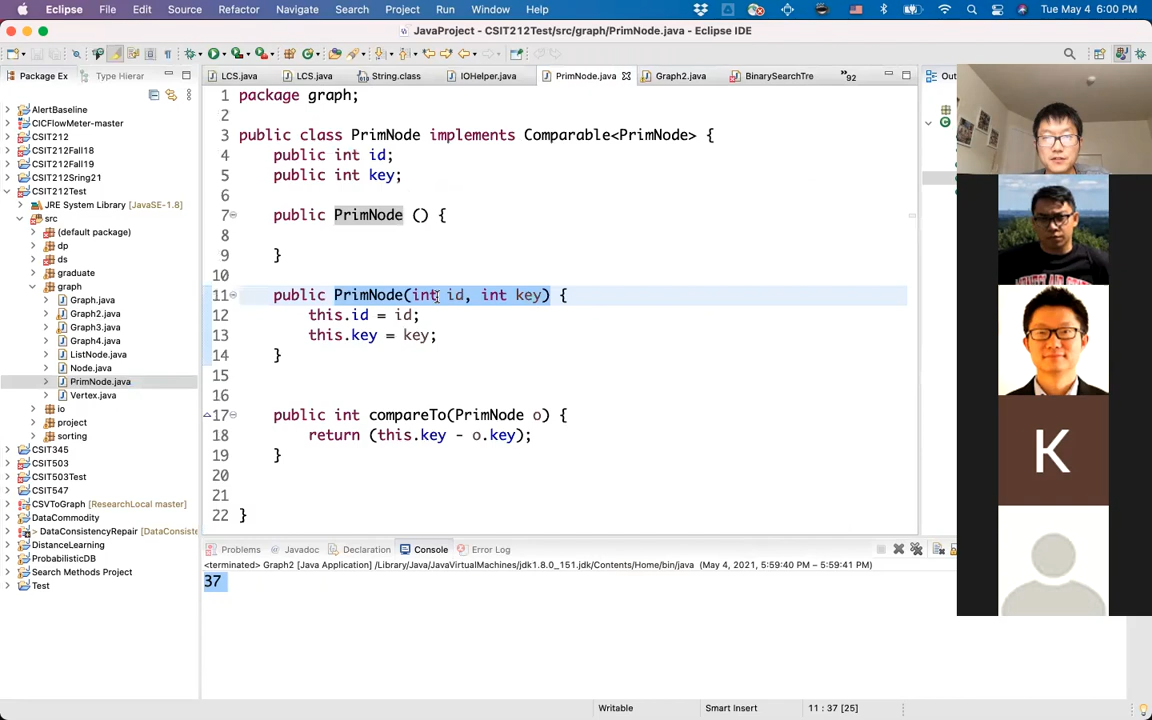 Eclipse File Edit Source Refactor Navigate Search Project Run Window Help Tue May 4 6:00 PM
JavaProject - CSIT212Test/src/graph/PrimNode.java - Eclipse IDE
Package Ex Type Hierar
LCS.java LCS.java String.class IOHelper.java PrimNode.java Graph2.java BinarySearchTre »92
Out
AlertBaseline
CICFlowMeter-master
CSIT212
CSIT212Fall18
CSIT212Fall19
CSIT212Sring21
CSIT212Test
JRE System Library [JavaSE-1.8]
src
(default package)
dp
ds
graduate
graph
Graph.java
Graph2.java
Graph3.java
Graph4.java
ListNode.java
Node.java
PrimNode.java
Vertex.java
io
project
sorting
CSIT345
CSIT503
CSIT503Test
CSIT547
CSVToGraph [ResearchLocal master]
DataCommodity
> DataConsistencyRepair [DataConsiste
DistanceLearning
ProbabilisticDB
Search Methods Project
Test
1 package graph;
2
3 public class PrimNode implements Comparable<PrimNode> {
4 public int id;
5 public int key;
6
7 public PrimNode () {
8
9 }
10
11 public PrimNode(int id, int key) {
12 this.id = id;
13 this.key = key;
14 }
15
16
17 public int compareTo(PrimNode o) {
18 return (this.key - o.key);
19 }
20
21
22 }
K
Problems Javadoc Declaration Console Error Log
<terminated> Graph2 [Java Application] /Library/Java/JavaVirtualMachines/jdk1.8.0_151.jdk/Contents/Home/bin/java (May 4, 2021, 5:59:40 PM – 5:59:41 PM)
37
Writable Smart Insert 11 : 37 [25]